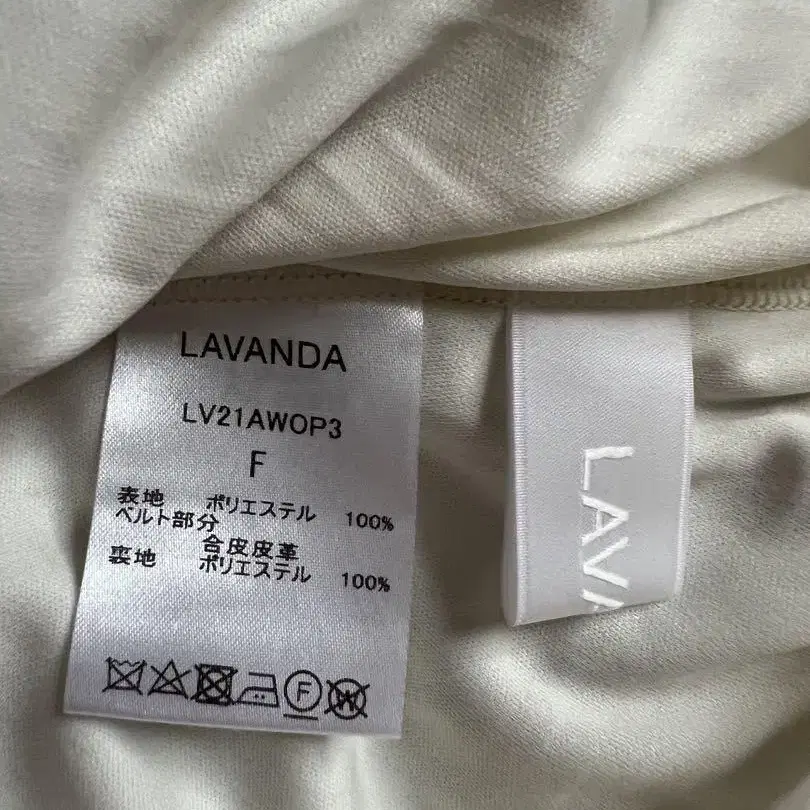 LAVANDA
LV21AWOP3
F
表地 ポリエステル 100%
ベルト部分
合皮皮革
裏地 ポリエステル 100%
F
W
LAVA